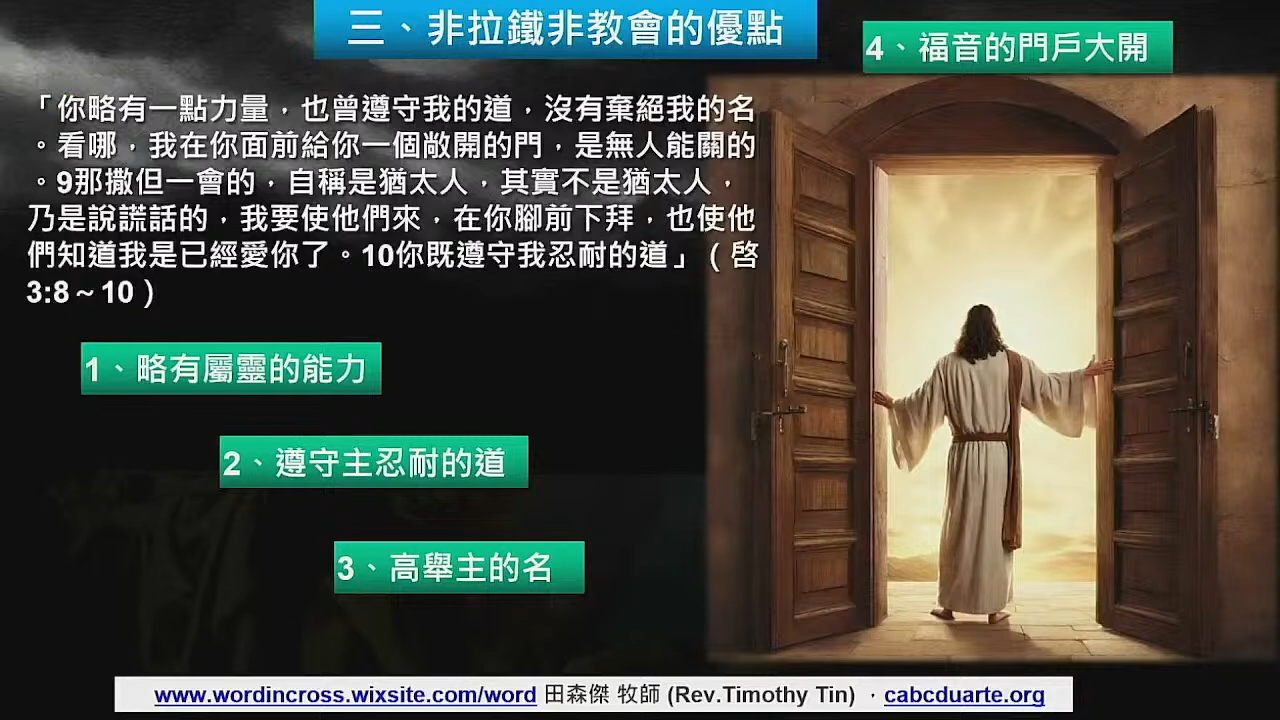 三、非拉鐵非教會的優點
4、福音的門戶大開
「你略有一點力量，也曾遵守我的道，沒有棄絕我的名
。看哪，我在你面前給你一個敞開的門，是無人能關的
。9那撒但一會的，自稱是猶太人，其實不是猶太人，
乃是說謊話的，我要使他們來，在你腳前下拜，也使他
們知道我是已經愛你了。10你既遵守我忍耐的道」（啓
3:8～10）
1、略有屬靈的能力
2、遵守主忍耐的道
3、高舉主的名
www.wordincross.wixsite.com/word 田森傑 牧師 (Rev.Timothy Tin) ，cabcduarte.org